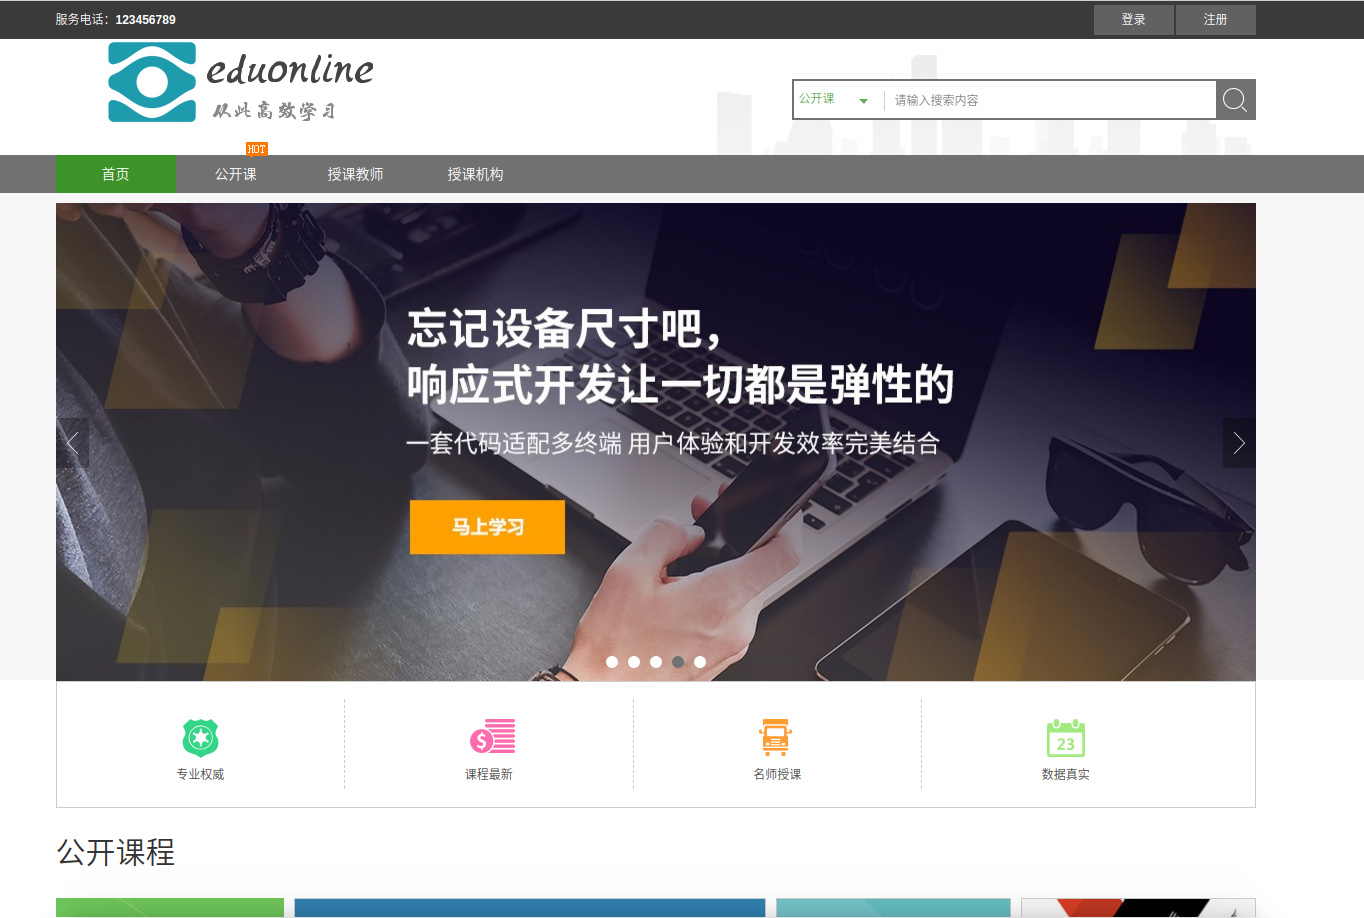 服务电话：123456789
登录
注册
eduonline
从此高效学习
公开课
请输入搜索内容
HOT
首页
公开课
授课教师
授课机构
忘记设备尺寸吧，
响应式开发让一切都是弹性的
一套代码适配多终端 用户体验和开发效率完美结合
马上学习
$
23
专业权威
课程最新
名师授课
数据真实
公开课程